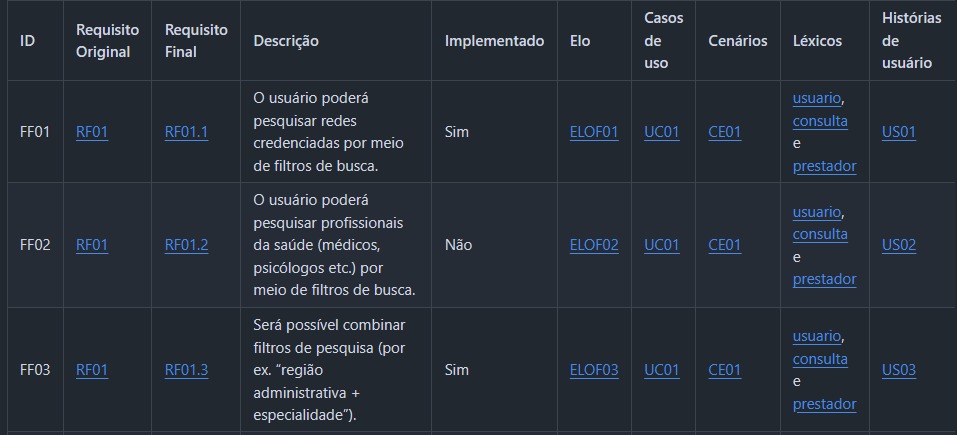 ID
Requisito
Original
Requisito
Final
Descrição
Implementado
Elo
Casos
de
uso
Cenários
Léxicos
Histórias
de
usuário
FF01
RF01
RF01.1
O usuário poderá
pesquisar redes
credenciadas por meio
de filtros de busca.
Sim
ELOF01
UC01
CE01
usuario,
consulta
e
prestador
US01
FF02
RF01
RF01.2
O usuário poderá
pesquisar profissionais
da saúde (médicos,
psicólogos etc.) por
meio de filtros de busca.
Não
ELOF02
UC01
CE01
usuario,
consulta
e
prestador
US02
FF03
RF01
RF01.3
Será possível combinar
filtros de pesquisa (por
ex. “região
administrativa +
especialidade”).
Sim
ELOF03
UC01
CE01
usuario,
consulta
e
prestador
US03